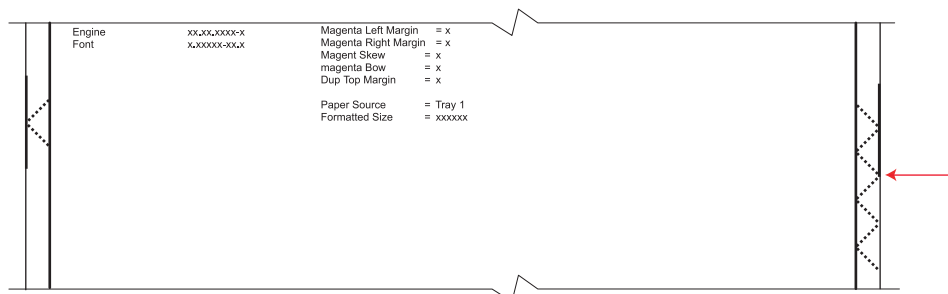 Engine xx.xx.xxxx-x
Font x.xxxxx-xx.x
Magenta Left Margin = x
Magenta Right Margin = x
Magent Skew = x
magenta Bow = x
Dup Top Margin = x
Paper Source = Tray 1
Formatted Size = xxxxxx